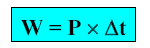 W = P × Δt